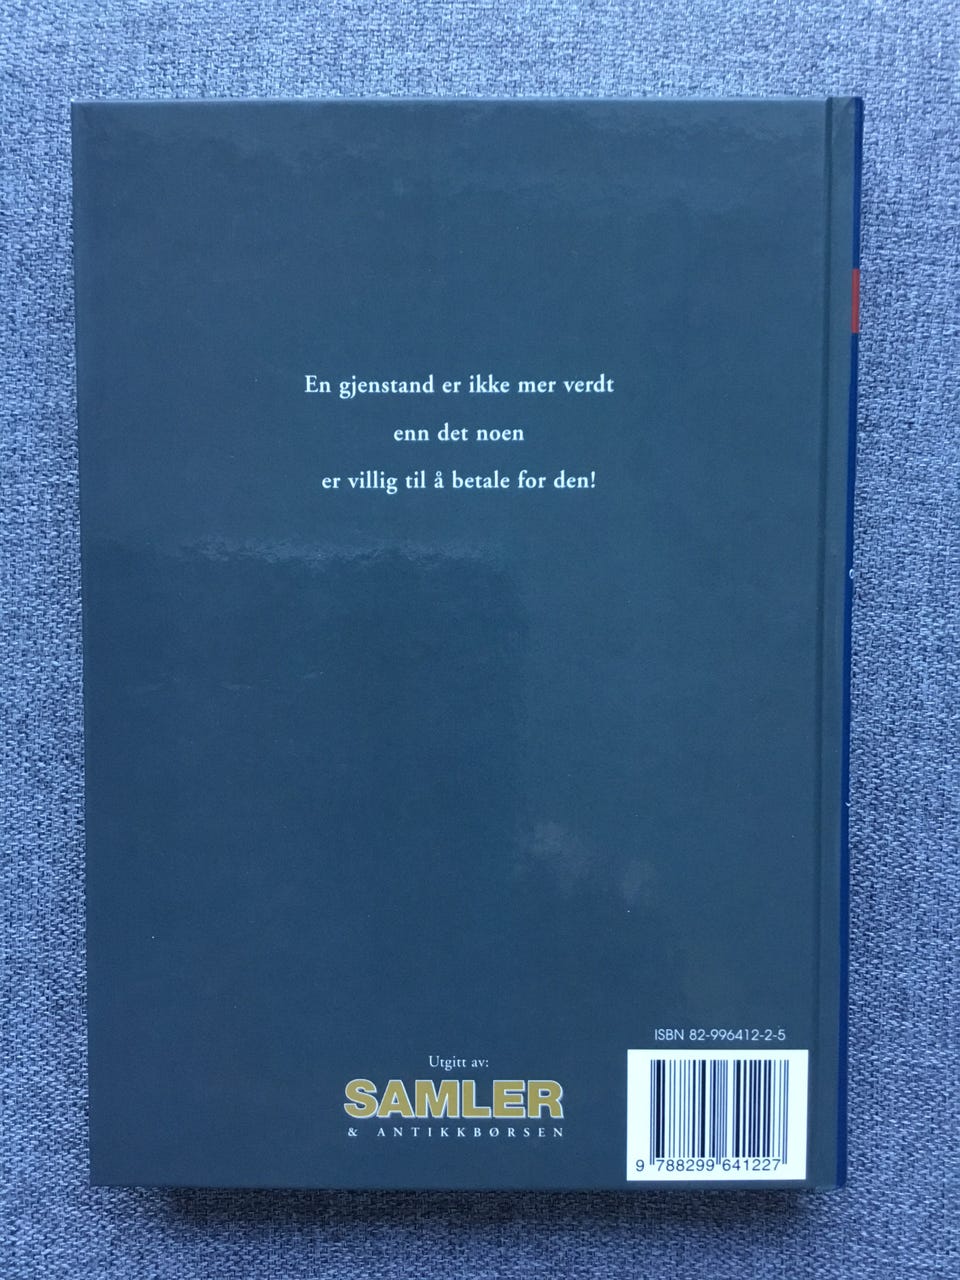 En gjenstand er ikke mer verdt
enn det noen
er villig til å betale for den!
ISBN 82-996412-2-5
Utgitt av:
SAMLER
& ANTIKKBØRSEN
9 788299 641227